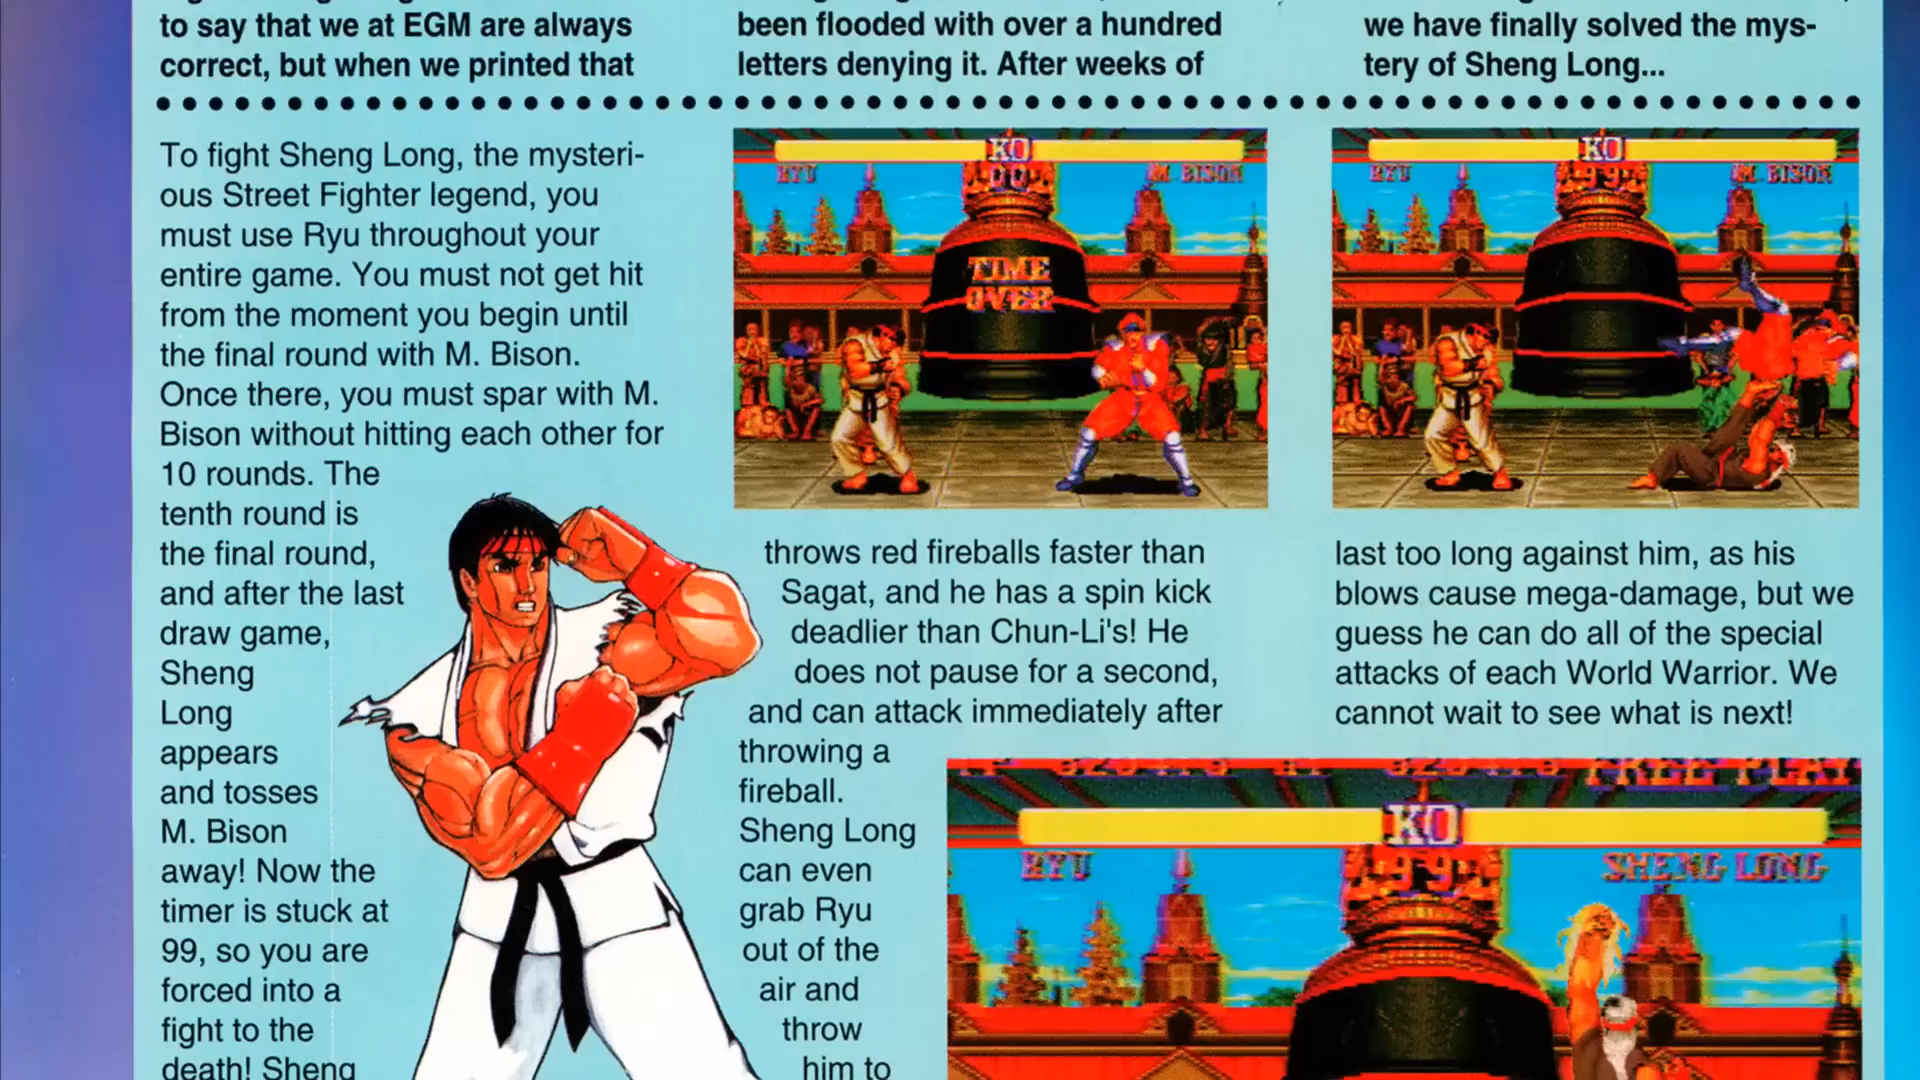 to say that we at EGM are always
correct, but when we printed that
been flooded with over a hundred
letters denying it. After weeks of
we have finally solved the mys-
tery of Sheng Long...
To fight Sheng Long, the mysteri-
ous Street Fighter legend, you
must use Ryu throughout your
entire game. You must not get hit
from the moment you begin until
the final round with M. Bison.
Once there, you must spar with M.
Bison without hitting each other for
10 rounds. The
tenth round is
the final round,
and after the last
draw game,
Sheng
Long
appears
and tosses
M. Bison
away! Now the
timer is stuck at
99, so you are
forced into a
fight to the
death! Sheng
KO
RYU
00
M. BISON
TIME
OVER
throws red fireballs faster than
Sagat, and he has a spin kick
deadlier than Chun-Li's! He
does not pause for a second,
and can attack immediately after
throwing a
fireball.
Sheng Long
can even
grab Ryu
out of the
air and
throw
him to
KO
RYU
99
M. BISON
last too long against him, as his
blows cause mega-damage, but we
guess he can do all of the special
attacks of each World Warrior. We
cannot wait to see what is next!
FREE PLAY
KO
RYU
99
SHENG LONG